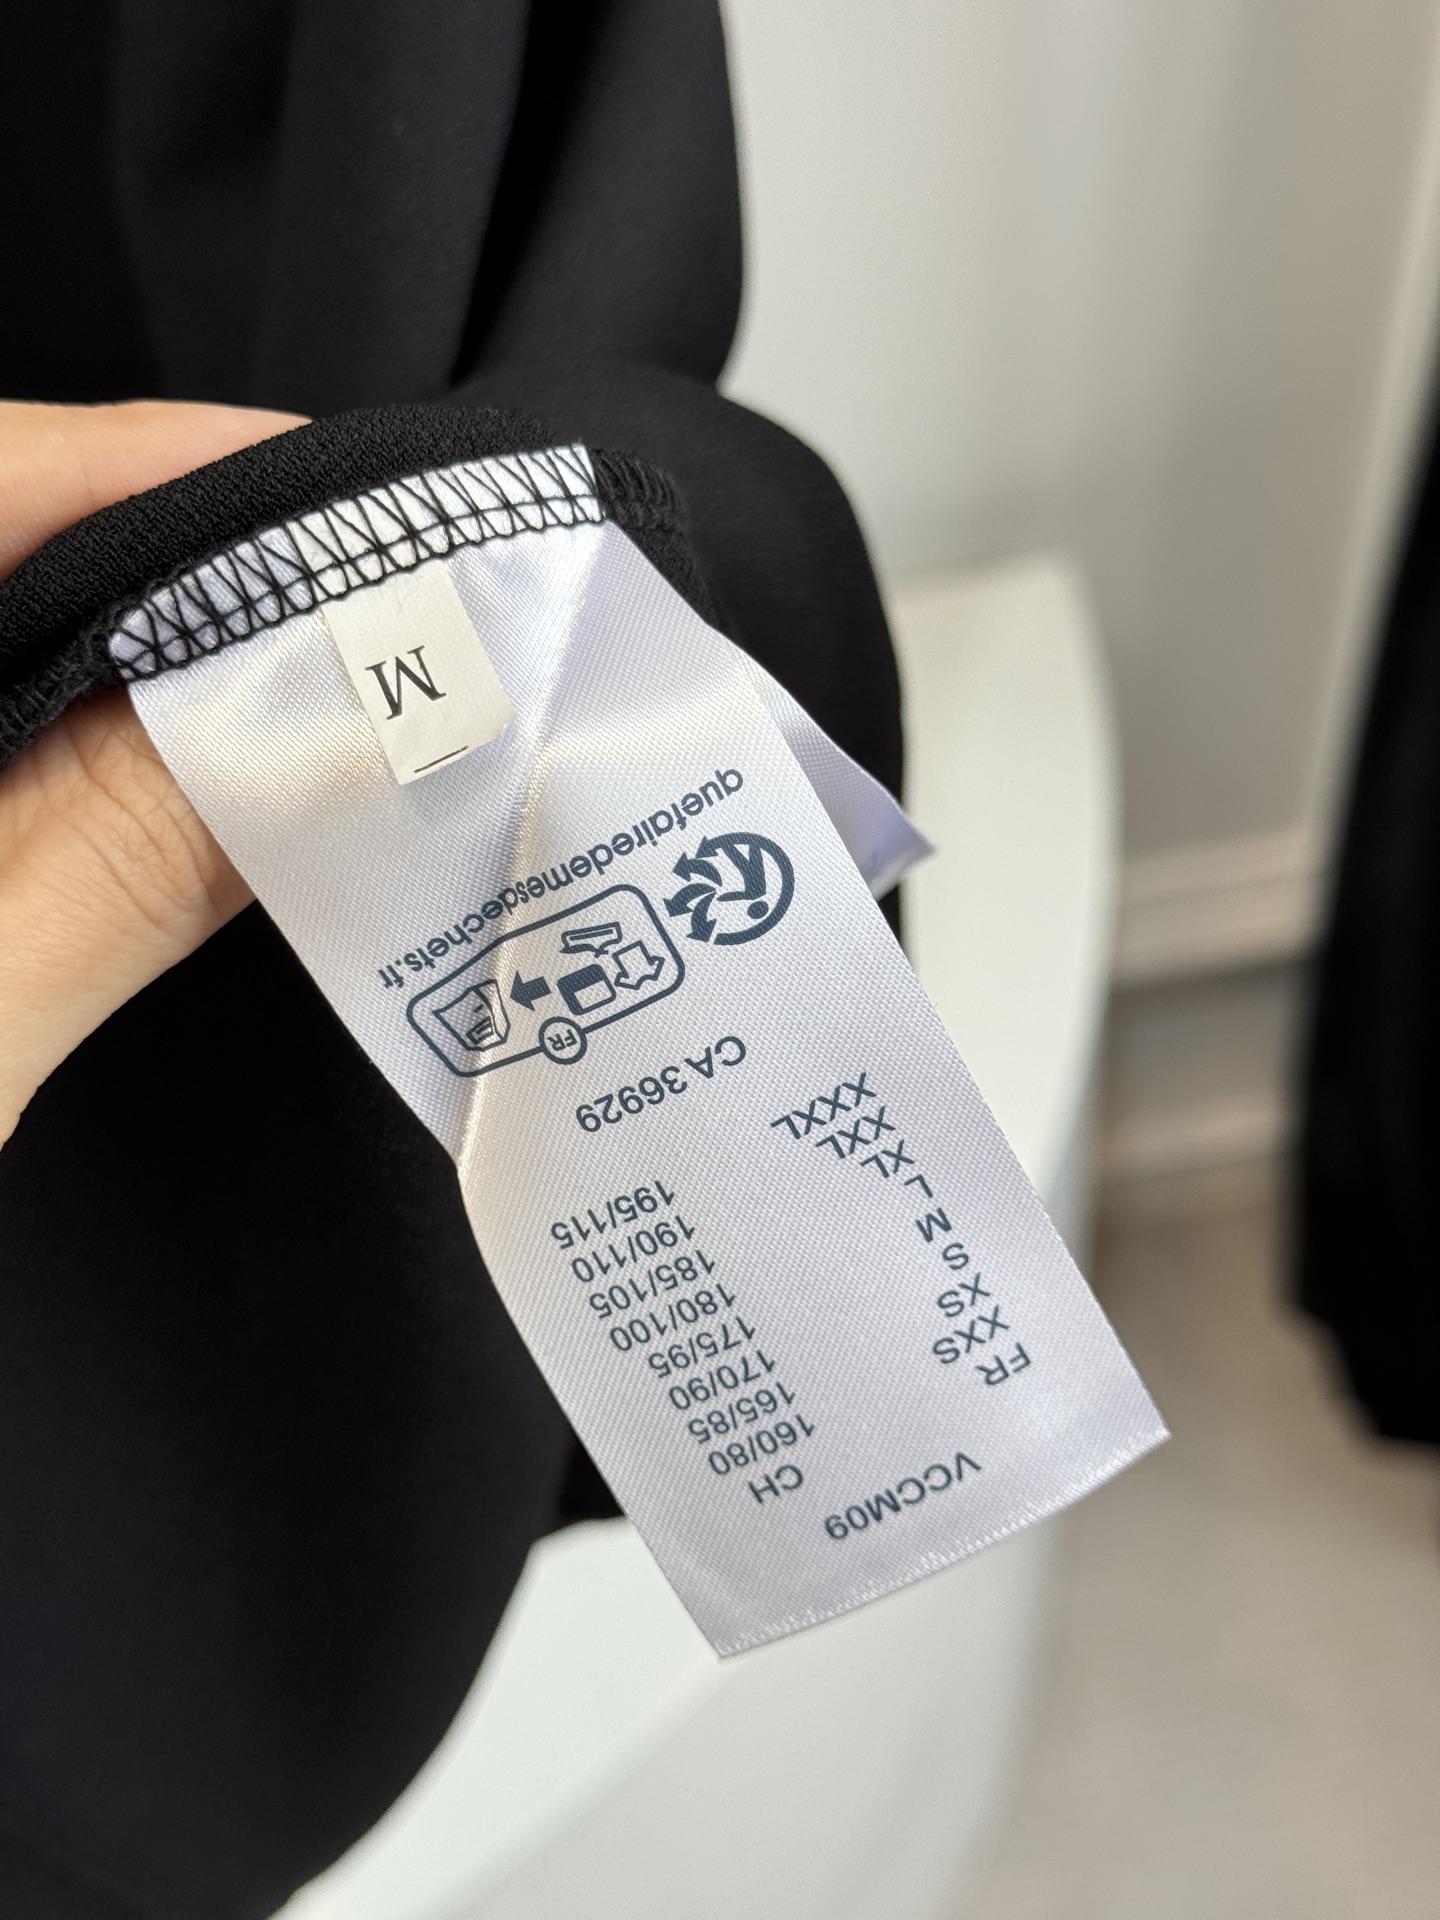 VCCM09
FR CH
XXS 160/80
XS 165/85
S 170/90
M 175/95
L 180/100
XL 185/105
XXL 190/110
XXXL 195/115
CA 36929
FR
quefairedemesdechets.fr
M